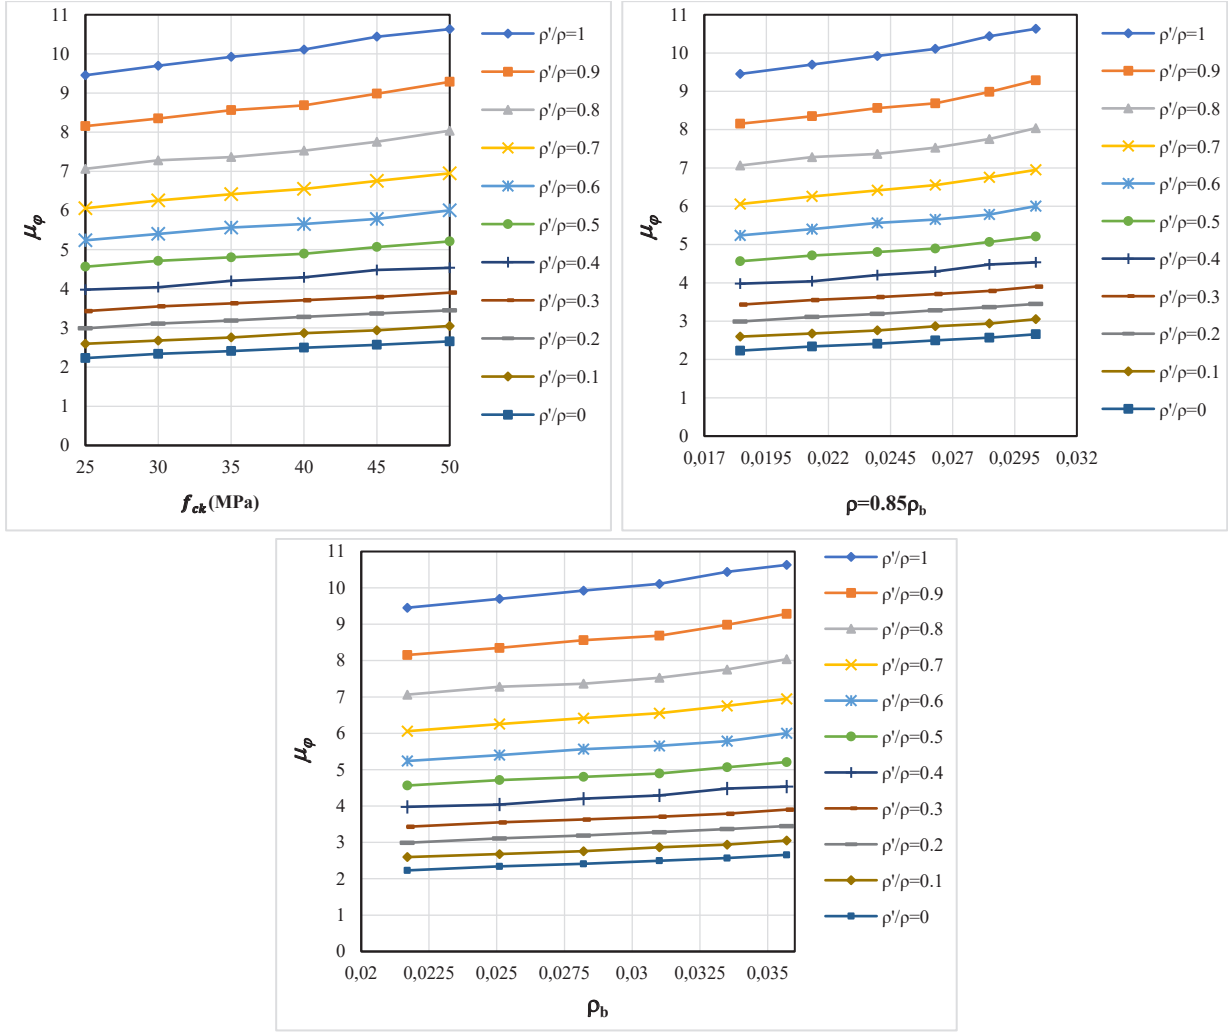 11
10
9
8
7
6
5
4
3
2
1
0
μφ
25 30 35 40 45 50
fck (MPa)
ρ'/ρ=1
ρ'/ρ=0.9
ρ'/ρ=0.8
ρ'/ρ=0.7
ρ'/ρ=0.6
ρ'/ρ=0.5
ρ'/ρ=0.4
ρ'/ρ=0.3
ρ'/ρ=0.2
ρ'/ρ=0.1
ρ'/ρ=0
11
10
9
8
7
6
5
4
3
2
1
0
μφ
0,017 0,0195 0,022 0,0245 0,027 0,0295 0,032
ρ=0.85ρb
ρ'/ρ=1
ρ'/ρ=0.9
ρ'/ρ=0.8
ρ'/ρ=0.7
ρ'/ρ=0.6
ρ'/ρ=0.5
ρ'/ρ=0.4
ρ'/ρ=0.3
ρ'/ρ=0.2
ρ'/ρ=0.1
ρ'/ρ=0
11
10
9
8
7
6
5
4
3
2
1
0
μφ
0,02 0,0225 0,025 0,0275 0,03 0,0325 0,035
ρb
ρ'/ρ=1
ρ'/ρ=0.9
ρ'/ρ=0.8
ρ'/ρ=0.7
ρ'/ρ=0.6
ρ'/ρ=0.5
ρ'/ρ=0.4
ρ'/ρ=0.3
ρ'/ρ=0.2
ρ'/ρ=0.1
ρ'/ρ=0